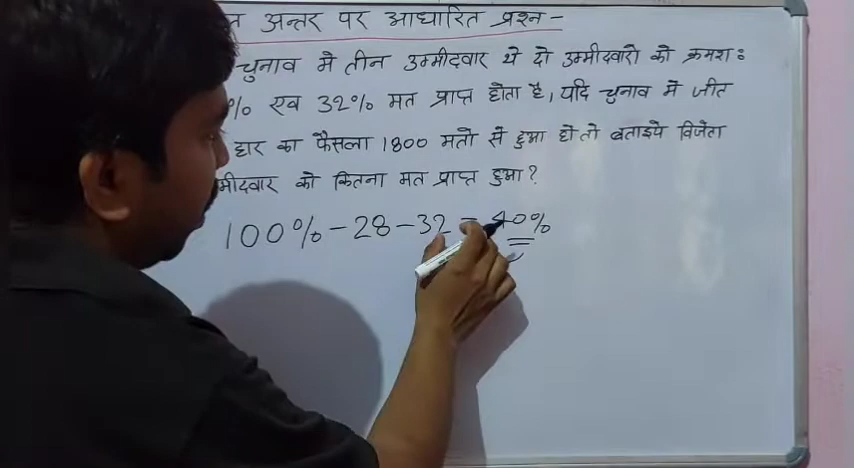 अन्तर पर आधारित प्रश्न -
चुनाव मे तीन उम्मीदवार थे दो उम्मीदवारो को क्रमशः
% एव 32% मत प्राप्त होता है, यदि चुनाव मे जीत
हार का फैसला 1800 मतो से हुआ हो तो बताइये विजेता
मीदवार को कितना मत प्राप्त हुआ?
100% - 28 - 32 = 40%